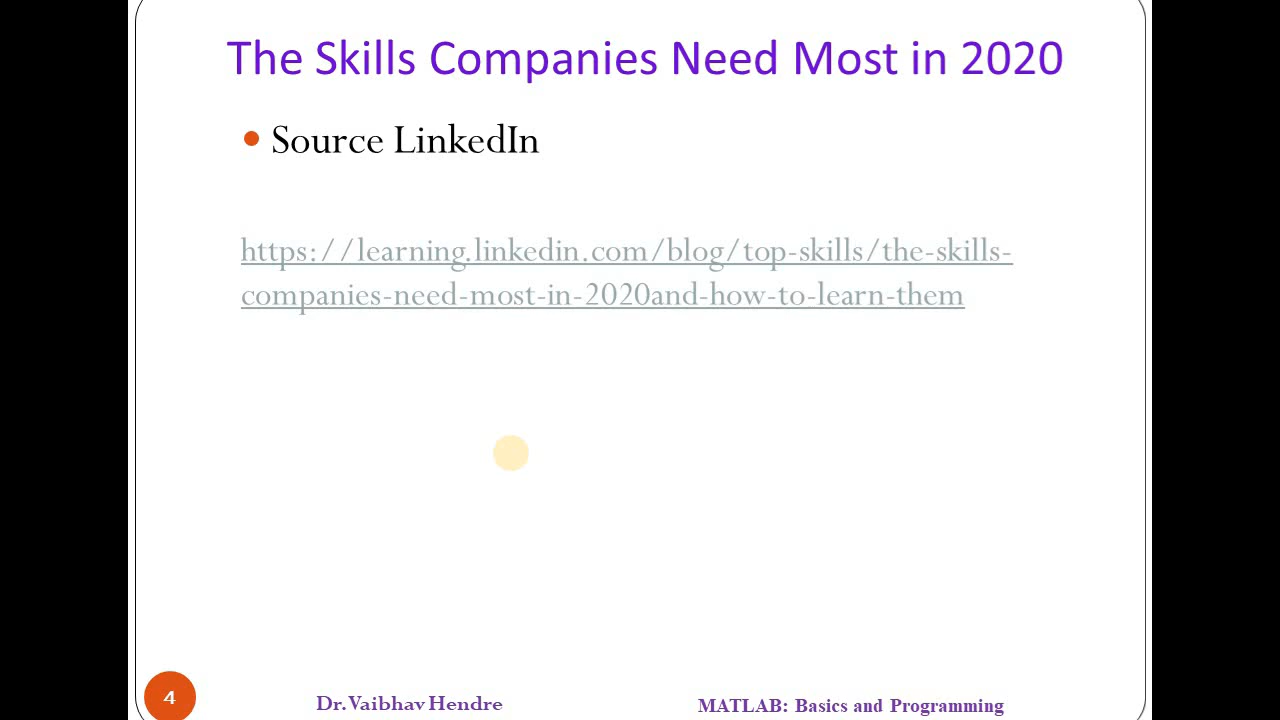 The Skills Companies Need Most in 2020
Source LinkedIn
https://learning.linkedin.com/blog/top-skills/the-skills-
companies-need-most-in-2020and-how-to-learn-them
4
Dr. Vaibhav Hendre
MATLAB: Basics and Programming